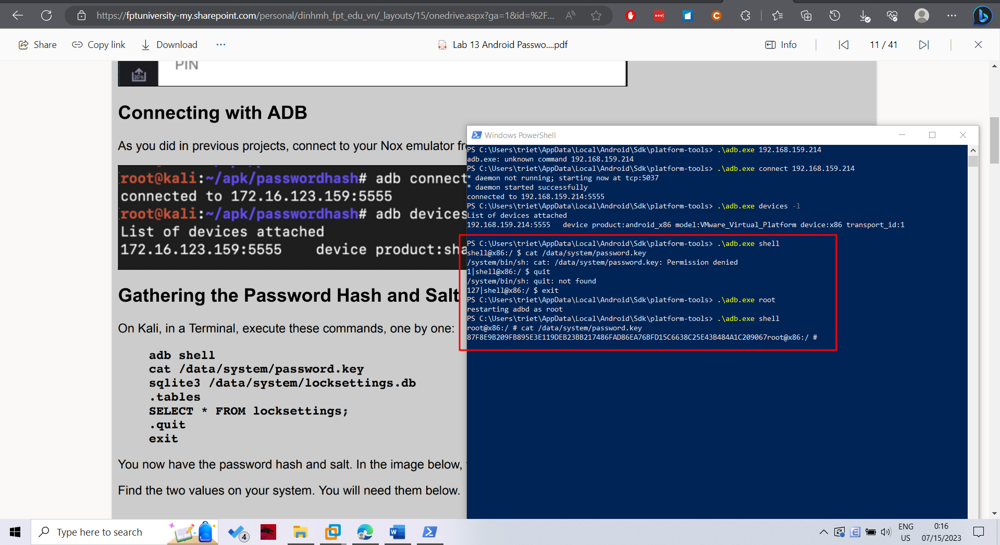 https://fptuniversity-my.sharepoint.com/personal/dinhmh_fpt_edu_vn/_layouts/15/onedrive.aspx?ga=1&id=%2F...
Share
Copy link
Download
Lab 13 Android Passwo....pdf
Info
11 / 41
PIN
Connecting with ADB
As you did in previous projects, connect to your Nox emulator fr
root@kali:~/apk/passwordhash# adb connect
connected to 172.16.123.159:5555
root@kali:~/apk/passwordhash# adb devices
List of devices attached
172.16.123.159:5555 device product:sha
Gathering the Password Hash and Salt
On Kali, in a Terminal, execute these commands, one by one:
adb shell
cat /data/system/password.key
sqlite3 /data/system/locksettings.db
.tables
SELECT * FROM locksettings;
.quit
exit
You now have the password hash and salt. In the image below,
Find the two values on your system. You will need them below.
Windows PowerShell
PS C:\Users\triet\AppData\Local\Android\Sdk\platform-tools> .\adb.exe 192.168.159.214
adb.exe: unknown command 192.168.159.214
PS C:\Users\triet\AppData\Local\Android\Sdk\platform-tools> .\adb.exe connect 192.168.159.214
* daemon not running; starting now at tcp:5037
* daemon started successfully
connected to 192.168.159.214:5555
PS C:\Users\triet\AppData\Local\Android\Sdk\platform-tools> .\adb.exe devices -l
List of devices attached
192.168.159.214:5555 device product:android_x86 model:VMware_Virtual_Platform device:x86 transport_id:1
PS C:\Users\triet\AppData\Local\Android\Sdk\platform-tools> .\adb.exe shell
shell@x86:/ $ cat /data/system/password.key
/system/bin/sh: cat: /data/system/password.key: Permission denied
1|shell@x86:/ $ quit
/system/bin/sh: quit: not found
127|shell@x86:/ $ exit
PS C:\Users\triet\AppData\Local\Android\Sdk\platform-tools> .\adb.exe root
restarting adbd as root
PS C:\Users\triet\AppData\Local\Android\Sdk\platform-tools> .\adb.exe shell
root@x86:/ # cat /data/system/password.key
87F8E9B209FB895E3E119DEB23BB217486FAD86EA76BFD15C6638C25E43B484A1C209067root@x86:/ #
Type here to search
4
ENG
US
0:16
07/15/2023